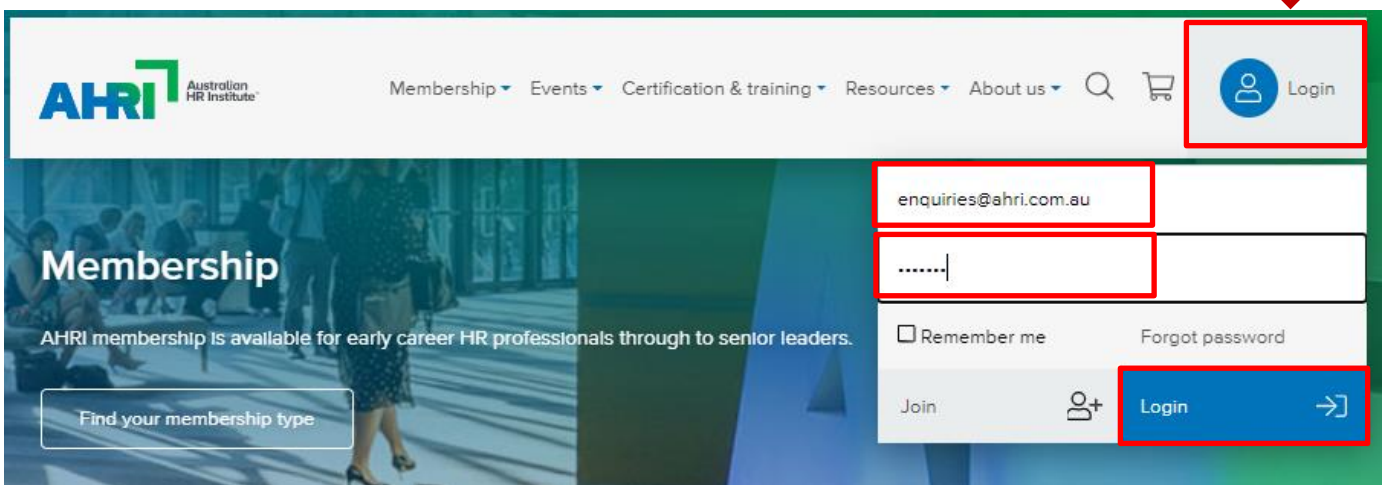 AHRI
Australian
HR Institute
Membership Events Certification & training Resources About us Login
enquiries@ahri.com.au
.......
Membership
AHRI membership is available for early career HR professionals through to senior leaders.
Remember me Forgot password
Find your membership type
Join Login